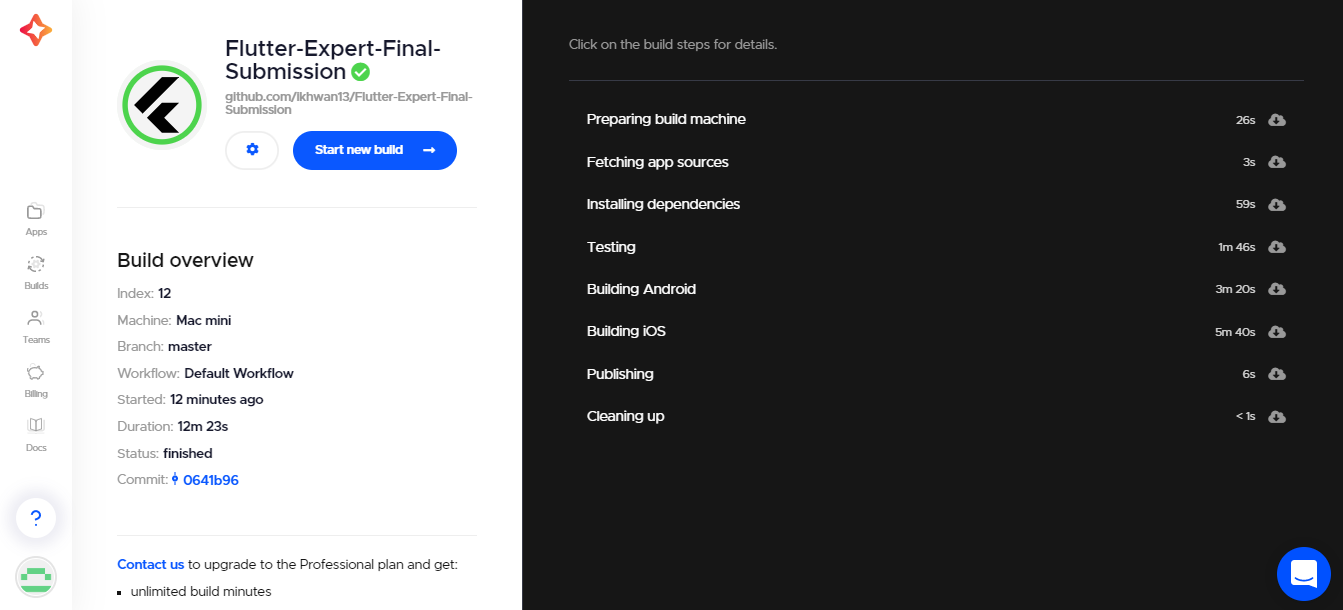 Flutter-Expert-Final-
Submission
github.com/Ikhwan13/Flutter-Expert-Final-
Submission
Start new build
Apps
Builds
Teams
Billing
Docs
?
Build overview
Index: 12
Machine: Mac mini
Branch: master
Workflow: Default Workflow
Started: 12 minutes ago
Duration: 12m 23s
Status: finished
Commit: 0641b96
Contact us to upgrade to the Professional plan and get:
unlimited build minutes
Click on the build steps for details.
Preparing build machine 26s
Fetching app sources 3s
Installing dependencies 59s
Testing 1m 46s
Building Android 3m 20s
Building iOS 5m 40s
Publishing 6s
Cleaning up < 1s